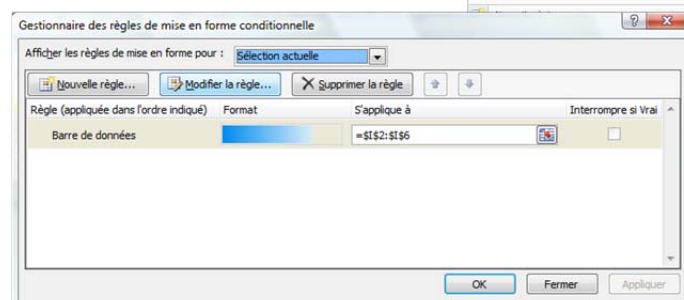 Gestionnaire des règles de mise en forme conditionnelle
Afficher les règles de mise en forme pour : Sélection actuelle
Nouvelle règle... Modifier la règle... Supprimer la règle
Règle (appliquée dans l'ordre indiqué) Format S'applique à Interrompre si Vrai
Barre de données =$I$2:$I$6
OK Fermer Appliquer